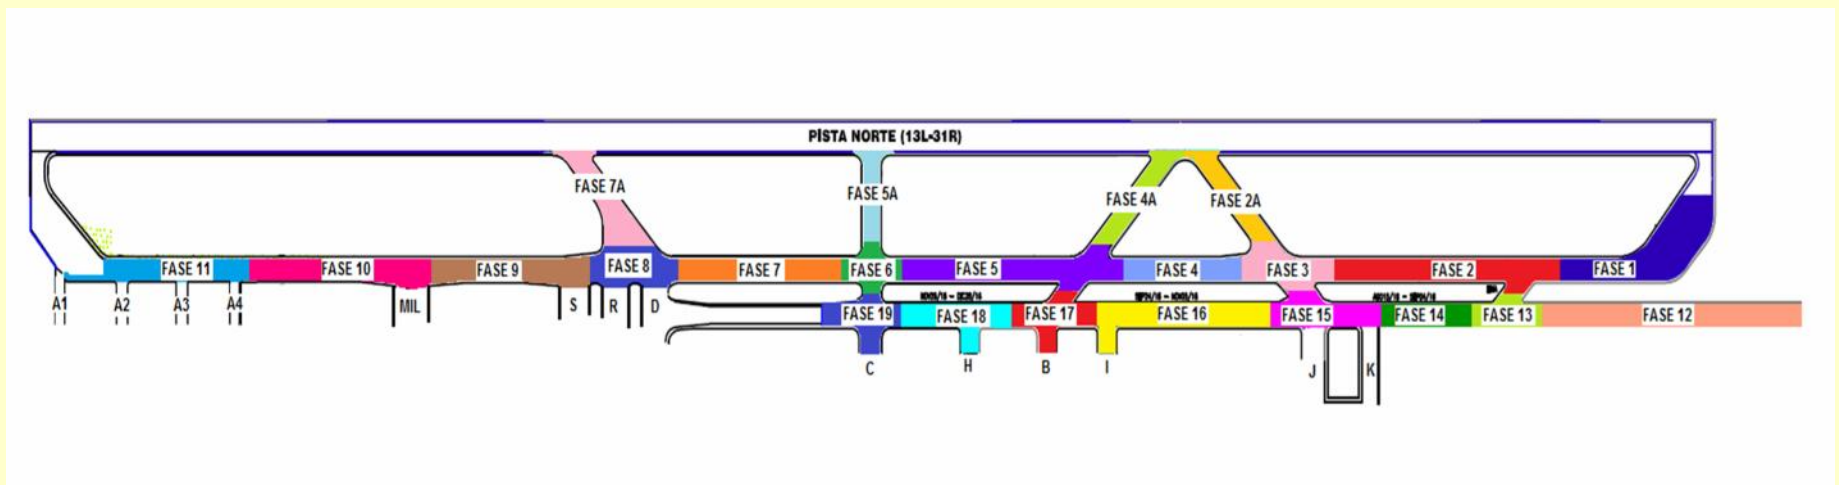 PISTA NORTE (13L-31R)
FASE 7A
FASE 5A
FASE 4A
FASE 2A
FASE 11
FASE 10
FASE 9
FASE 8
FASE 7
FASE 6
FASE 5
FASE 4
FASE 3
FASE 2
FASE 1
A1
A2
A3
A4
MIL
S
R
D
FASE 19
FASE 18
FASE 17
FASE 16
FASE 15
FASE 14
FASE 13
FASE 12
C
H
B
I
J
K